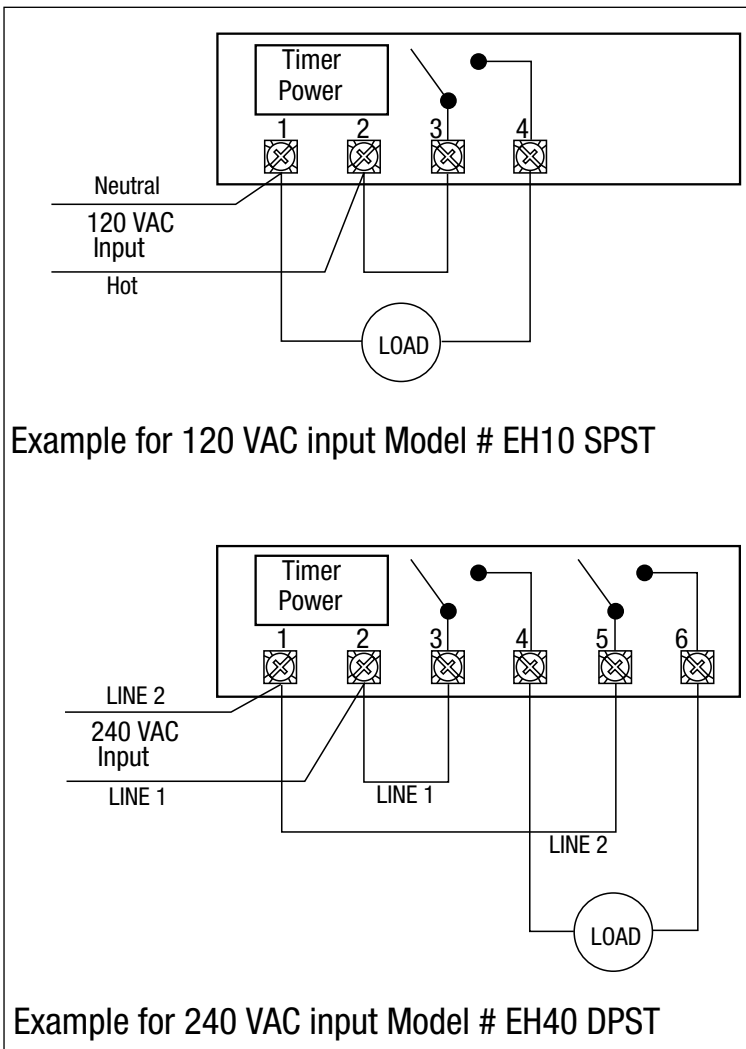 Timer
Power
1 2 3 4
Neutral
120 VAC
Input
Hot
LOAD
Example for 120 VAC input Model # EH10 SPST
Timer
Power
1 2 3 4 5 6
LINE 2
240 VAC
Input
LINE 1
LINE 1
LINE 2
LOAD
Example for 240 VAC input Model # EH40 DPST